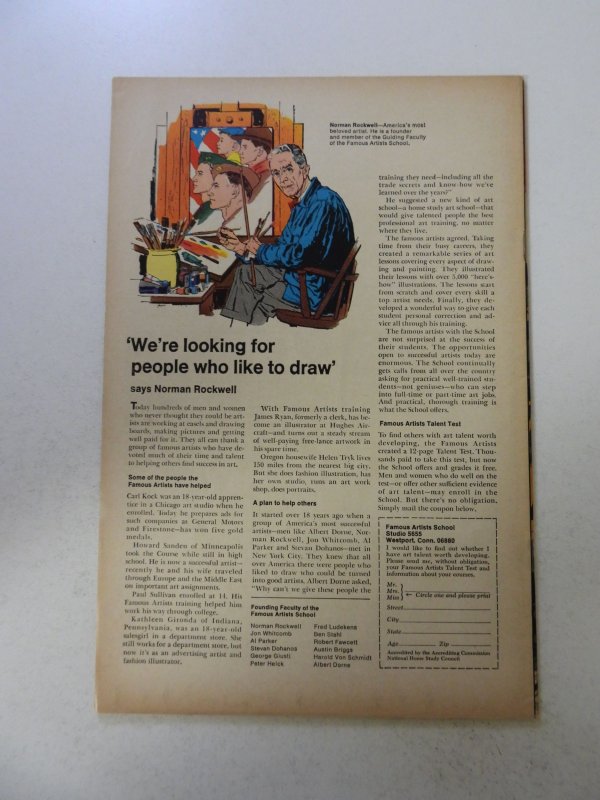 Norman Rockwell—America's most
beloved artist. He is a founder
and member of the Guiding Faculty
of the Famous Artists School.
'We're looking for
people who like to draw'
says Norman Rockwell
Today hundreds of men and women
who never thought they could be art-
ists are working at easels and drawing
boards, making pictures and getting
well paid for it. They all can thank a
group of famous artists who have de-
voted much of their time and talent
to helping others find success in art.
Some of the people the
Famous Artists have helped
Carl Kock was an 18-year-old appren-
tice in a Chicago art studio when he
enrolled. Today he prepares ads for
such companies at General Motors
and Firestone—has won five gold
medals.
Howard Sanden of Minneapolis
took the Course while still in high
school. He is now a successful artist—
recently he and his wife traveled
through Europe and the Middle East
on important art assignments.
Paul Sullivan enrolled at 14. His
Famous Artists training helped him
work his way through college.
Kathleen Gironda of Indiana,
Pennsylvania, was an 18-year-old
salesgirl in a department store. She
still works for a department store, but
now it's as an advertising artist and
fashion illustrator.
With Famous Artists training
James Ryan, formerly a clerk, has be-
come an illustrator at Hughes Air-
craft—and turns out a steady stream
of well-paying free-lance artwork in
his spare time.
Oregon housewife Helen Tryk lives
150 miles from the nearest big city.
But she does fashion illustration, has
her own studio, runs an art work
shop, does portraits.
A plan to help others
It started over 18 years ago when a
group of America's most successful
artists—men like Albert Dorne, Nor-
man Rockwell, Jon Whitcomb, Al
Parker and Stevan Dohanos—met in
New York City. They knew that all
over America there were people who
liked to draw who could be turned
into good artists. Albert Dorne asked,
"Why can't we give these people the
Founding Faculty of the
Famous Artists School
Norman Rockwell
Jon Whitcomb
Al Parker
Stevan Dohanos
George Giusti
Peter Helck
Fred Ludekens
Ben Stahl
Robert Fawcett
Austin Briggs
Harold Von Schmidt
Albert Dorne
training they need—including all the
trade secrets and know-how we've
learned over the years?"
He suggested a new kind of art
school—a home study art school—that
would give talented people the best
professional art training, no matter
where they live.
The famous artists agreed. Taking
time from their busy careers, they
created a remarkable series of art
lessons covering every aspect of draw-
ing and painting. They illustrated
their lessons with over 5,000 "here's
how" illustrations. The lessons start
from scratch and cover every skill a
top artist needs. Finally, they de-
veloped a wonderful way to give each
student personal correction and ad-
vice all through his training.
The famous artists with the School
are not surprised at the success of
their students. The opportunities
open to successful artists today are
enormous. The School continually
gets calls from all over the country
asking for practical well-trained stu-
dents—not geniuses—who can step
into full-time or part-time art jobs.
And practical, thorough training is
what the School offers.
Famous Artists Talent Test
To find others with art talent worth
developing, the Famous Artists
created a 12-page Talent Test. Thou-
sands paid to take this test, but now
the School offers and grades it free.
Men and women who do well on the
test—or offer other sufficient evidence
of art talent—may enroll in the
School. But there's no obligation.
Simply mail the coupon below.
Famous Artists School
Studio 5655
Westport, Conn. 06880
I would like to find out whether I
have art talent worth developing.
Please send me, without obligation,
your Famous Artists Talent Test and
information about your courses.
Mr.
Mrs.
Miss
← Circle one and please print
Street
City
State
Age Zip
Accredited by the Accrediting Commission
National Home Study Council